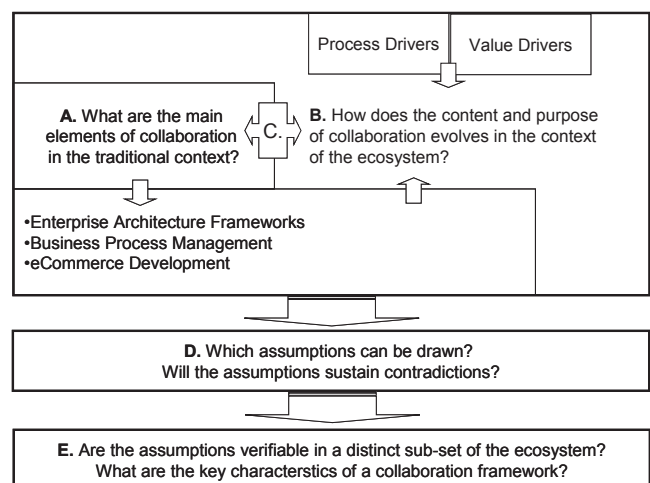 Process Drivers
Value Drivers
A. What are the main
elements of collaboration
in the traditional context?
C.
B. How does the content and purpose
of collaboration evolves in the context
of the ecosystem?
•Enterprise Architecture Frameworks
•Business Process Management
•eCommerce Development
D. Which assumptions can be drawn?
Will the assumptions sustain contradictions?
E. Are the assumptions verifiable in a distinct sub-set of the ecosystem?
What are the key characterstics of a collaboration framework?